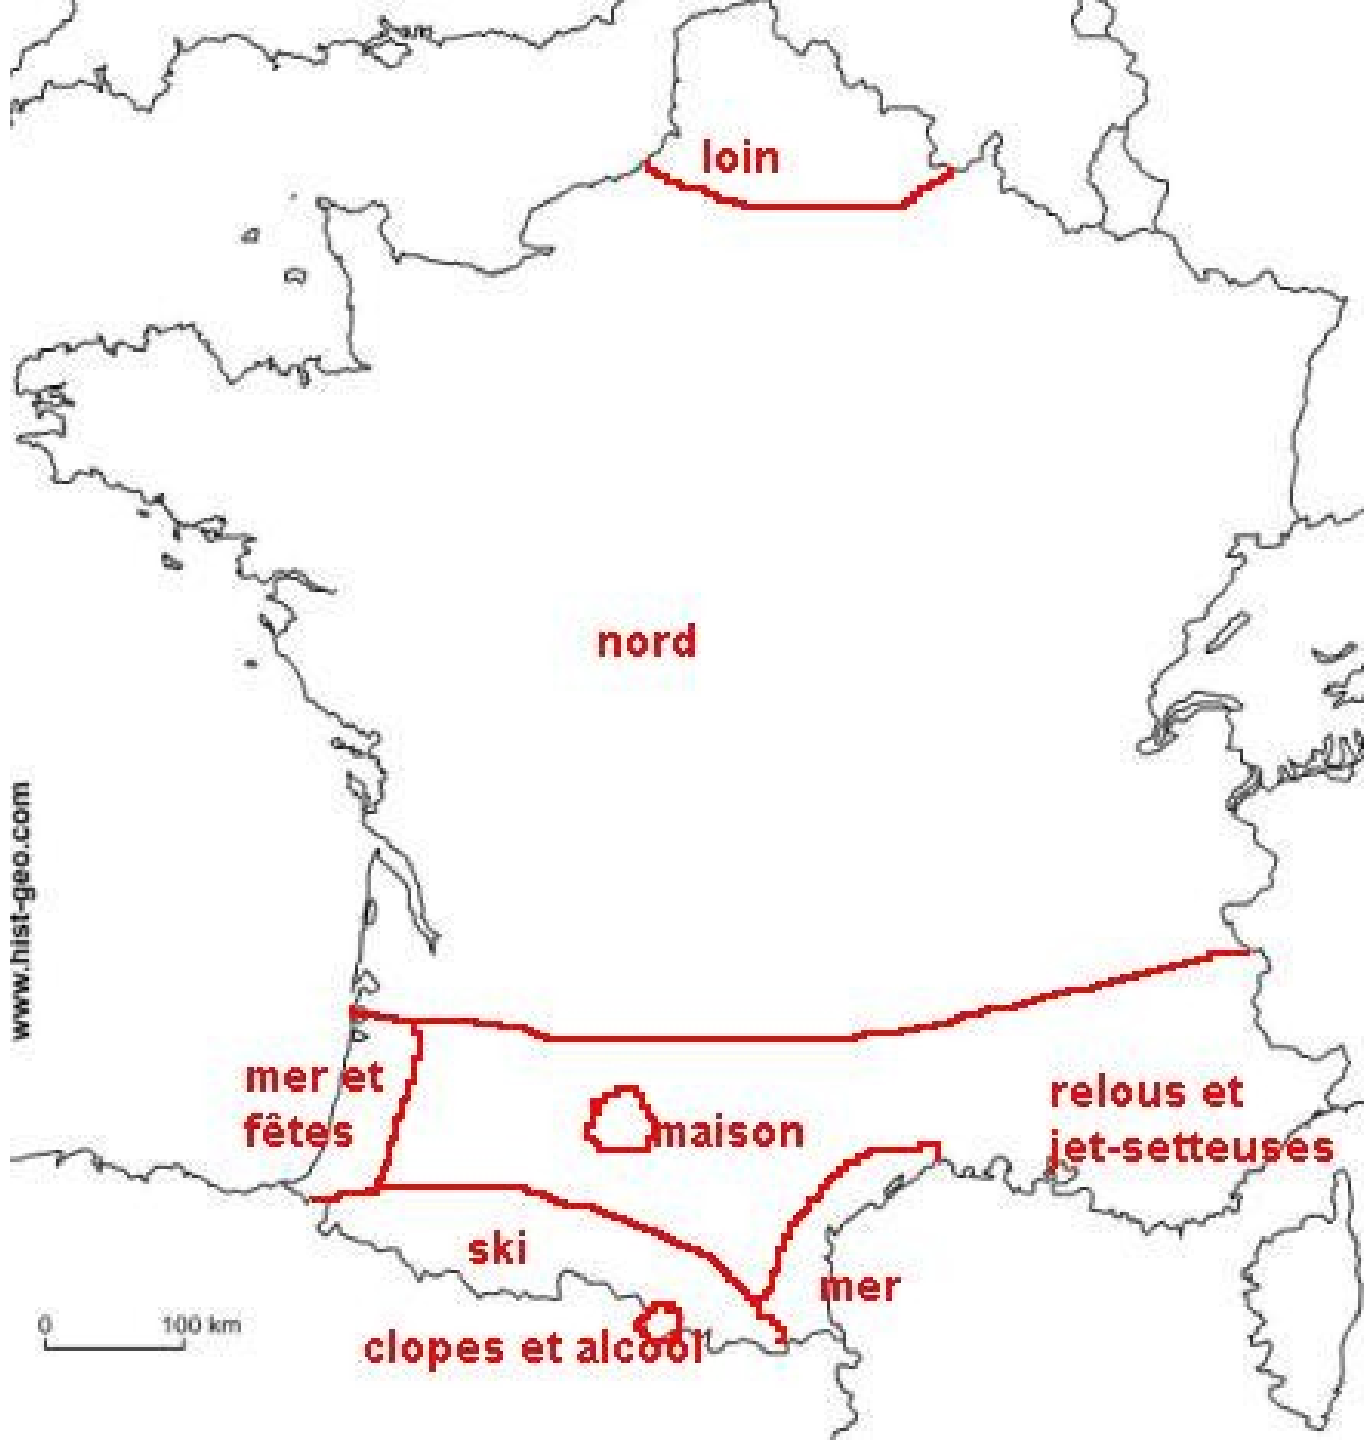 loin
nord
www.hist-geo.com
mer et
fêtes
maison
relous et
jet-setteuses
ski
mer
0 100 km
clopes et alcool